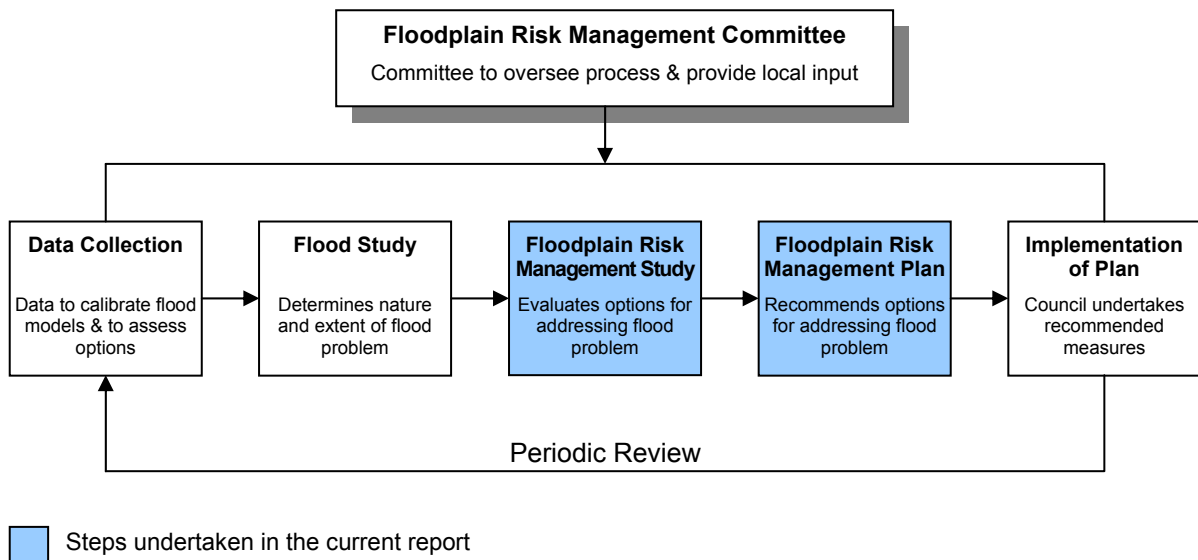 Floodplain Risk Management Committee
Committee to oversee process & provide local input
Data Collection
Data to calibrate flood
models & to assess
options
Flood Study
Determines nature
and extent of flood
problem
Floodplain Risk
Management Study
Evaluates options for
addressing flood
problem
Floodplain Risk
Management Plan
Recommends options
for addressing flood
problem
Implementation
of Plan
Council undertakes
recommended
measures
Periodic Review
Steps undertaken in the current report